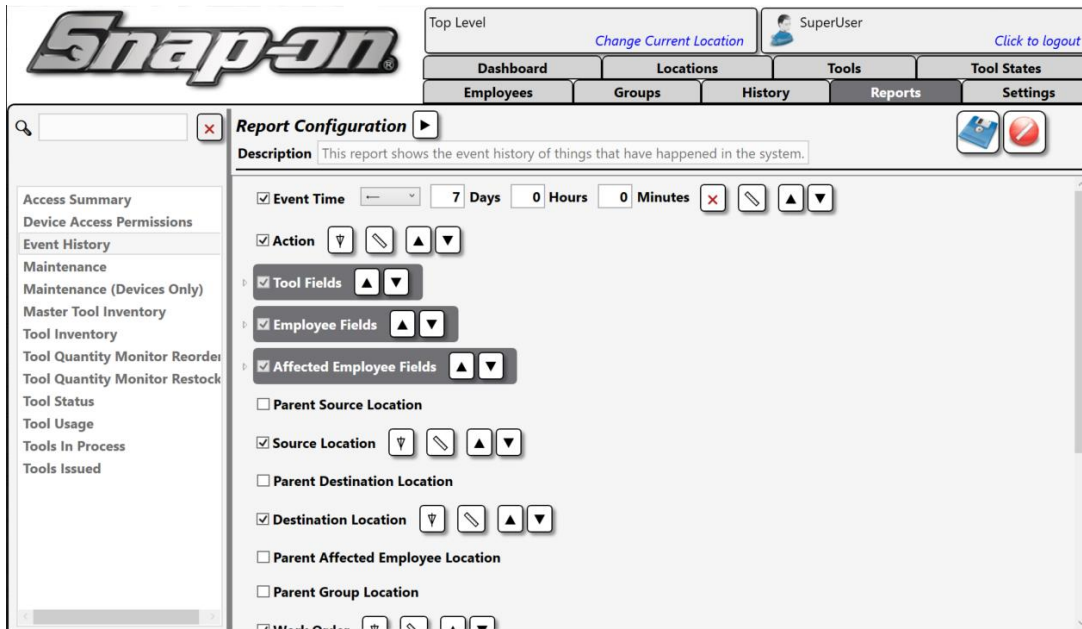 Snap-on®
Top Level
Change Current Location
SuperUser
Click to logout
Dashboard
Locations
Tools
Tool States
Employees
Groups
History
Reports
Settings
Report Configuration
Description This report shows the event history of things that have happened in the system.
Access Summary
Device Access Permissions
Event History
Maintenance
Maintenance (Devices Only)
Master Tool Inventory
Tool Inventory
Tool Quantity Monitor Reorder
Tool Quantity Monitor Restock
Tool Status
Tool Usage
Tools In Process
Tools Issued
Event Time 7 Days 0 Hours 0 Minutes
Action
Tool Fields
Employee Fields
Affected Employee Fields
Parent Source Location
Source Location
Parent Destination Location
Destination Location
Parent Affected Employee Location
Parent Group Location
Work Order